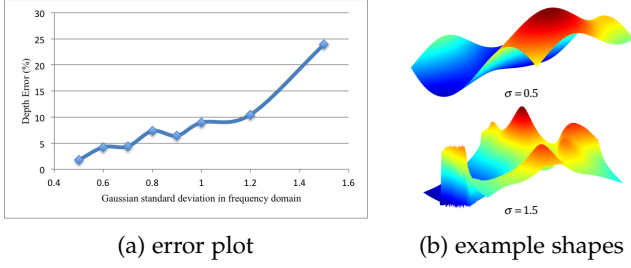 30
25
20
15
10
5
0
Depth Error (%)
0.4 0.6 0.8 1 1.2 1.4 1.6
Gaussian standard deviation in frequency domain
(a) error plot
σ = 0.5
σ = 1.5
(b) example shapes